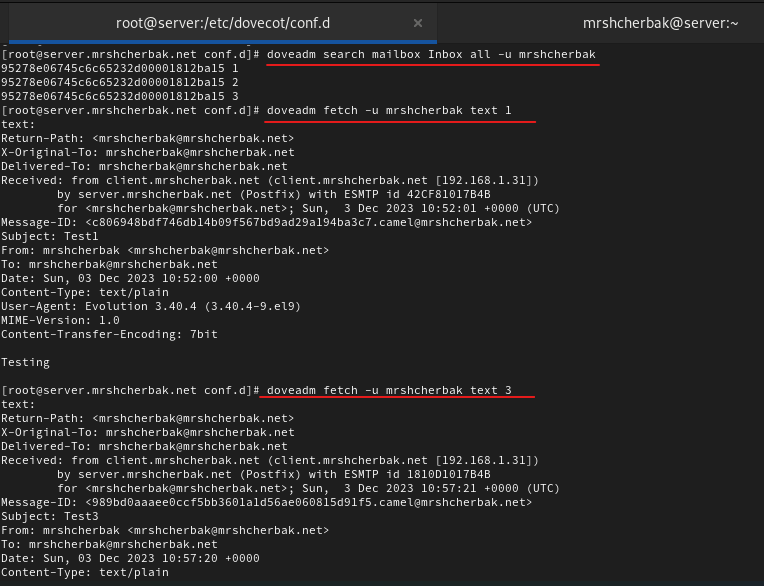 root@server:/etc/dovecot/conf.d × mrshcherbak@server:~
[root@server.mrshcherbak.net conf.d]# doveadm search mailbox Inbox all -u mrshcherbak
95278e06745c6c65232d00001812ba15 1
95278e06745c6c65232d00001812ba15 2
95278e06745c6c65232d00001812ba15 3
[root@server.mrshcherbak.net conf.d]# doveadm fetch -u mrshcherbak text 1
text:
Return-Path: <mrshcherbak@mrshcherbak.net>
X-Original-To: mrshcherbak@mrshcherbak.net
Delivered-To: mrshcherbak@mrshcherbak.net
Received: from client.mrshcherbak.net (client.mrshcherbak.net [192.168.1.31])
        by server.mrshcherbak.net (Postfix) with ESMTP id 42CF81017B4B
        for <mrshcherbak@mrshcherbak.net>; Sun,  3 Dec 2023 10:52:01 +0000 (UTC)
Message-ID: <c806948bdf746db14b09f567bd9ad29a194ba3c7.camel@mrshcherbak.net>
Subject: Test1
From: mrshcherbak <mrshcherbak@mrshcherbak.net>
To: mrshcherbak@mrshcherbak.net
Date: Sun, 03 Dec 2023 10:52:00 +0000
Content-Type: text/plain
User-Agent: Evolution 3.40.4 (3.40.4-9.el9)
MIME-Version: 1.0
Content-Transfer-Encoding: 7bit

Testing

[root@server.mrshcherbak.net conf.d]# doveadm fetch -u mrshcherbak text 3
text:
Return-Path: <mrshcherbak@mrshcherbak.net>
X-Original-To: mrshcherbak@mrshcherbak.net
Delivered-To: mrshcherbak@mrshcherbak.net
Received: from client.mrshcherbak.net (client.mrshcherbak.net [192.168.1.31])
        by server.mrshcherbak.net (Postfix) with ESMTP id 1810D1017B4B
        for <mrshcherbak@mrshcherbak.net>; Sun,  3 Dec 2023 10:57:21 +0000 (UTC)
Message-ID: <989bd0aaaee0ccf5bb3601a1d56ae060815d91f5.camel@mrshcherbak.net>
Subject: Test3
From: mrshcherbak <mrshcherbak@mrshcherbak.net>
To: mrshcherbak@mrshcherbak.net
Date: Sun, 03 Dec 2023 10:57:20 +0000
Content-Type: text/plain